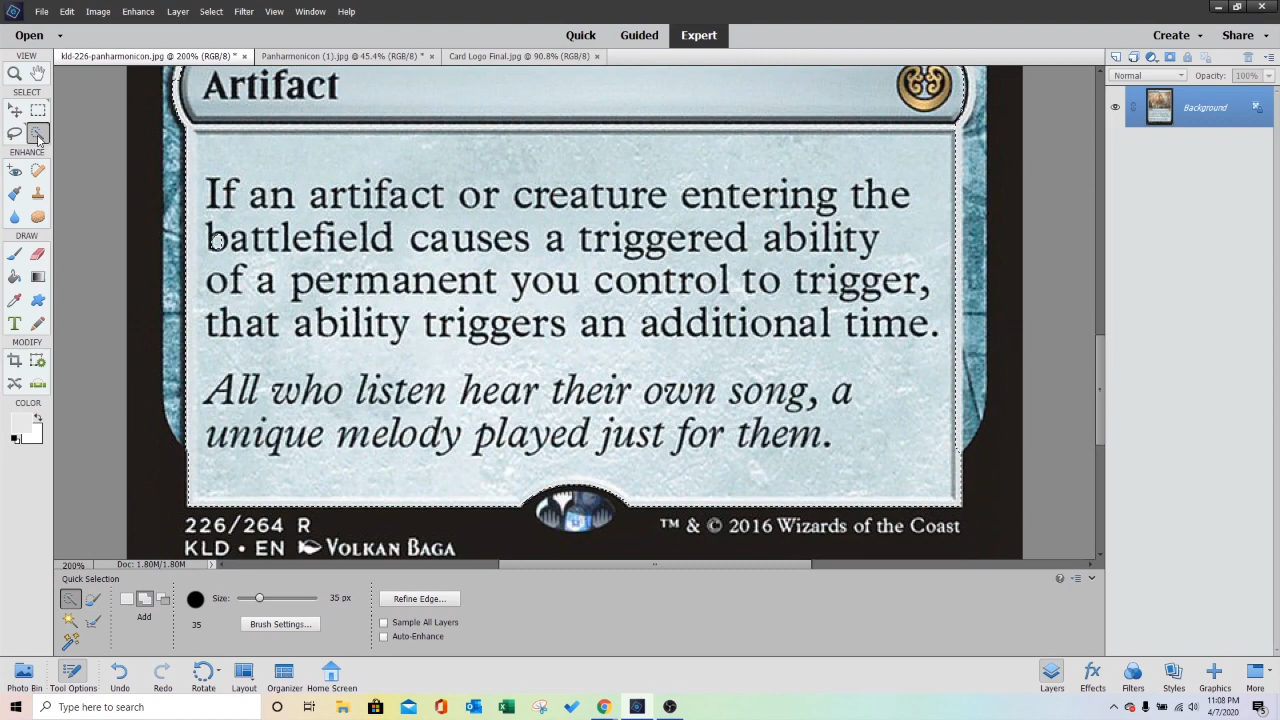 File Edit Image Enhance Layer Select Filter View Window Help
Open Quick Guided Expert Create Share
VIEW kld-226-panharmonicon.jpg @ 200% (RGB/8) * × Panharmonicon (1).jpg @ 45.4% (RGB/8) * × Card Logo Final.jpg @ 90.8% (RGB/8) ×
Normal Opacity: 100%
Artifact
SELECT
Background
ENHANCE
If an artifact or creature entering the
battlefield causes a triggered ability
DRAW
of a permanent you control to trigger,
that ability triggers an additional time.
MODIFY
All who listen hear their own song, a
COLOR
unique melody played just for them.
226/264 R ™ & © 2016 Wizards of the Coast
KLD • EN VOLKAN BAGA
200% Doc: 1.80M/1.80M
Quick Selection
Size: 35 px Refine Edge...
Add 35 Brush Settings... Sample All Layers
Auto-Enhance
Photo Bin Tool Options Undo Redo Rotate Layout Organizer Home Screen Layers Effects Filters Styles Graphics More
Type here to search 11:08 PM
4/7/2020 5